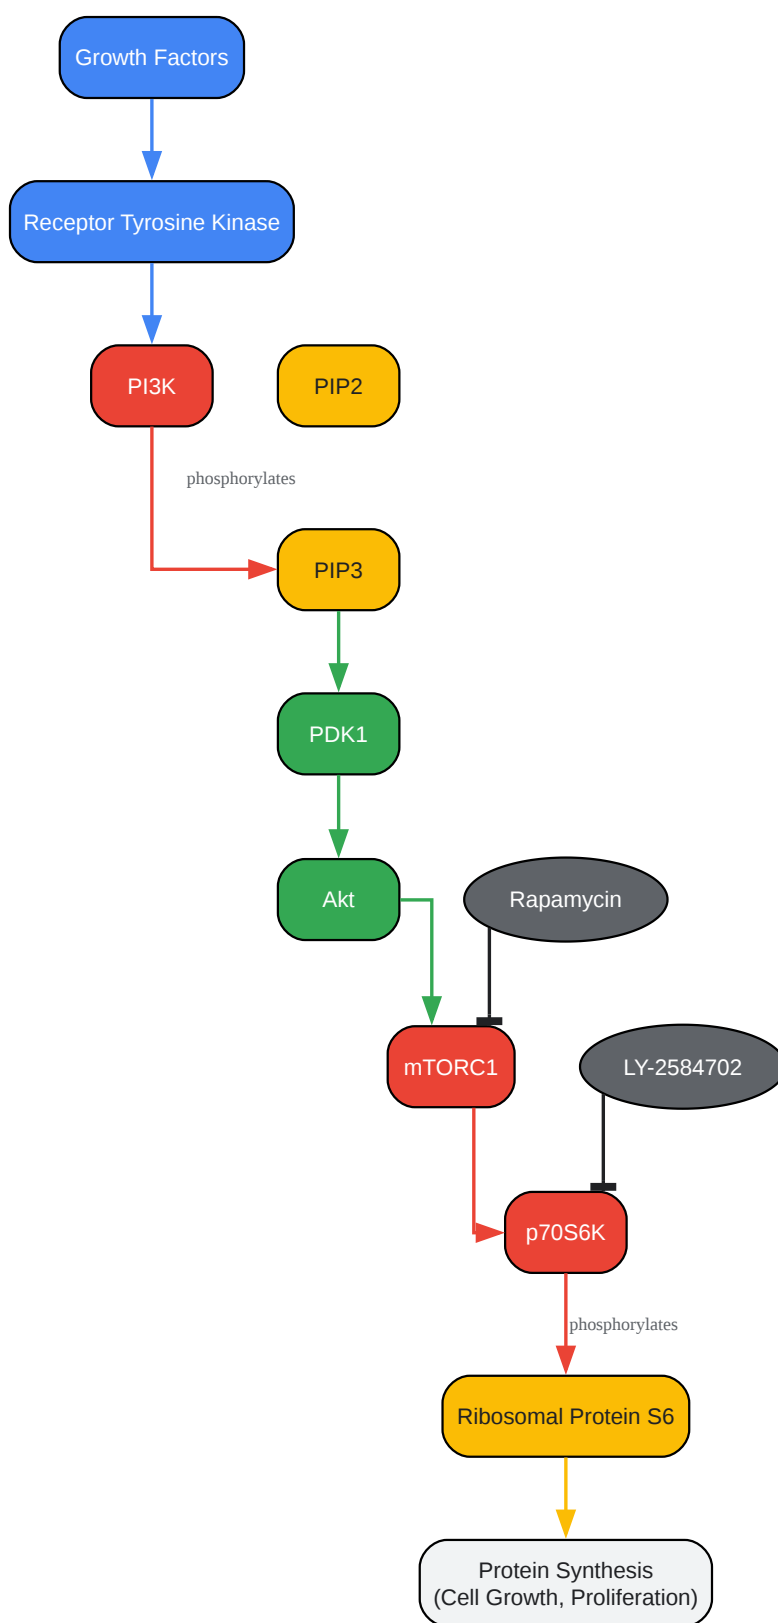 Growth Factors
Receptor Tyrosine Kinase
PI3K
PIP2
phosphorylates
PIP3
PDK1
Akt
Rapamycin
mTORC1
LY-2584702
p70S6K
phosphorylates
Ribosomal Protein S6
Protein Synthesis
(Cell Growth, Proliferation)